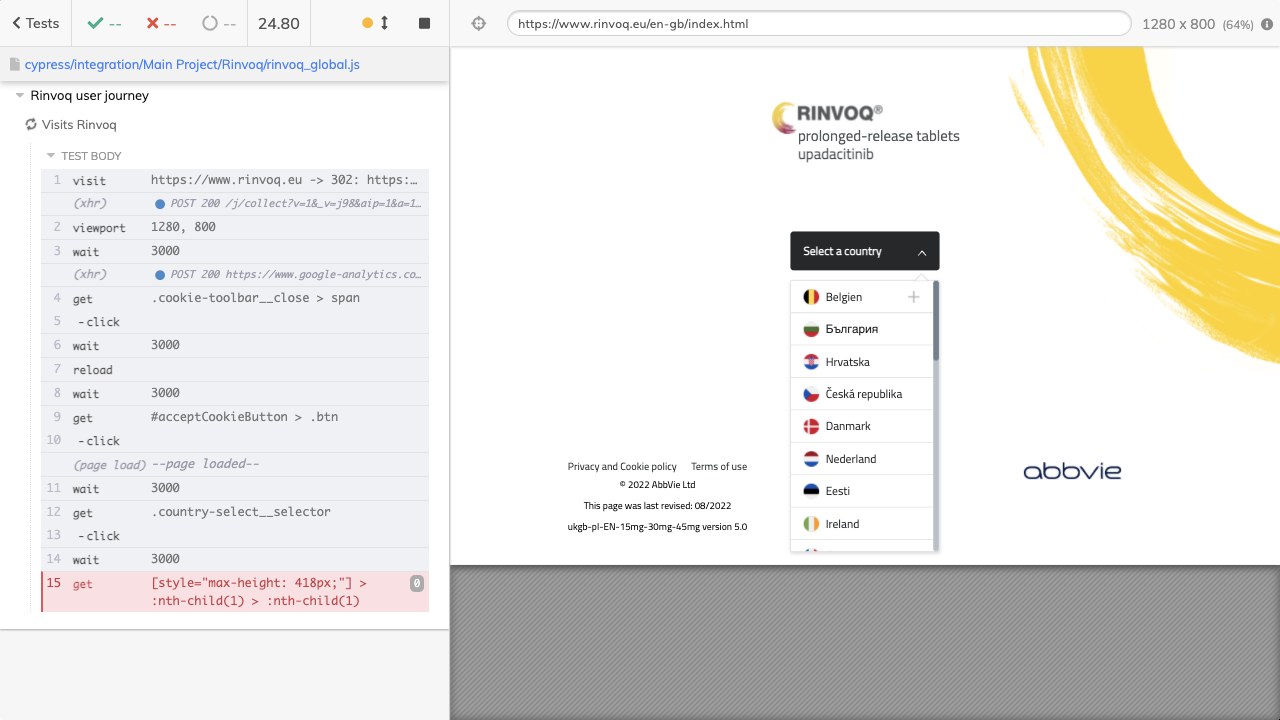 Tests
--
--
--
24.80
https://www.rinvoq.eu/en-gb/index.html
1280 x 800 (64%)
cypress/integration/Main Project/Rinvoq/rinvoq_global.js
Rinvoq user journey
Visits Rinvoq
TEST BODY
1 visit https://www.rinvoq.eu -> 302: https:…
(xhr) POST 200 /j/collect?v=1&_v=j98&aip=1&a=1…
2 viewport 1280, 800
3 wait 3000
(xhr) POST 200 https://www.google-analytics.co…
4 get .cookie-toolbar__close > span
5 -click
6 wait 3000
7 reload
8 wait 3000
9 get #acceptCookieButton > .btn
10 -click
(page load) --page loaded--
11 wait 3000
12 get .country-select__selector
13 -click
14 wait 3000
15 get [style="max-height: 418px;"] > 0
:nth-child(1) > :nth-child(1)
RINVOQ®
prolonged-release tablets
upadacitinib
Select a country
Belgien
България
Hrvatska
Česká republika
Danmark
Nederland
Eesti
Ireland
Privacy and Cookie policy Terms of use
© 2022 AbbVie Ltd
This page was last revised: 08/2022
ukgb-pl-EN-15mg-30mg-45mg version 5.0
abbvie